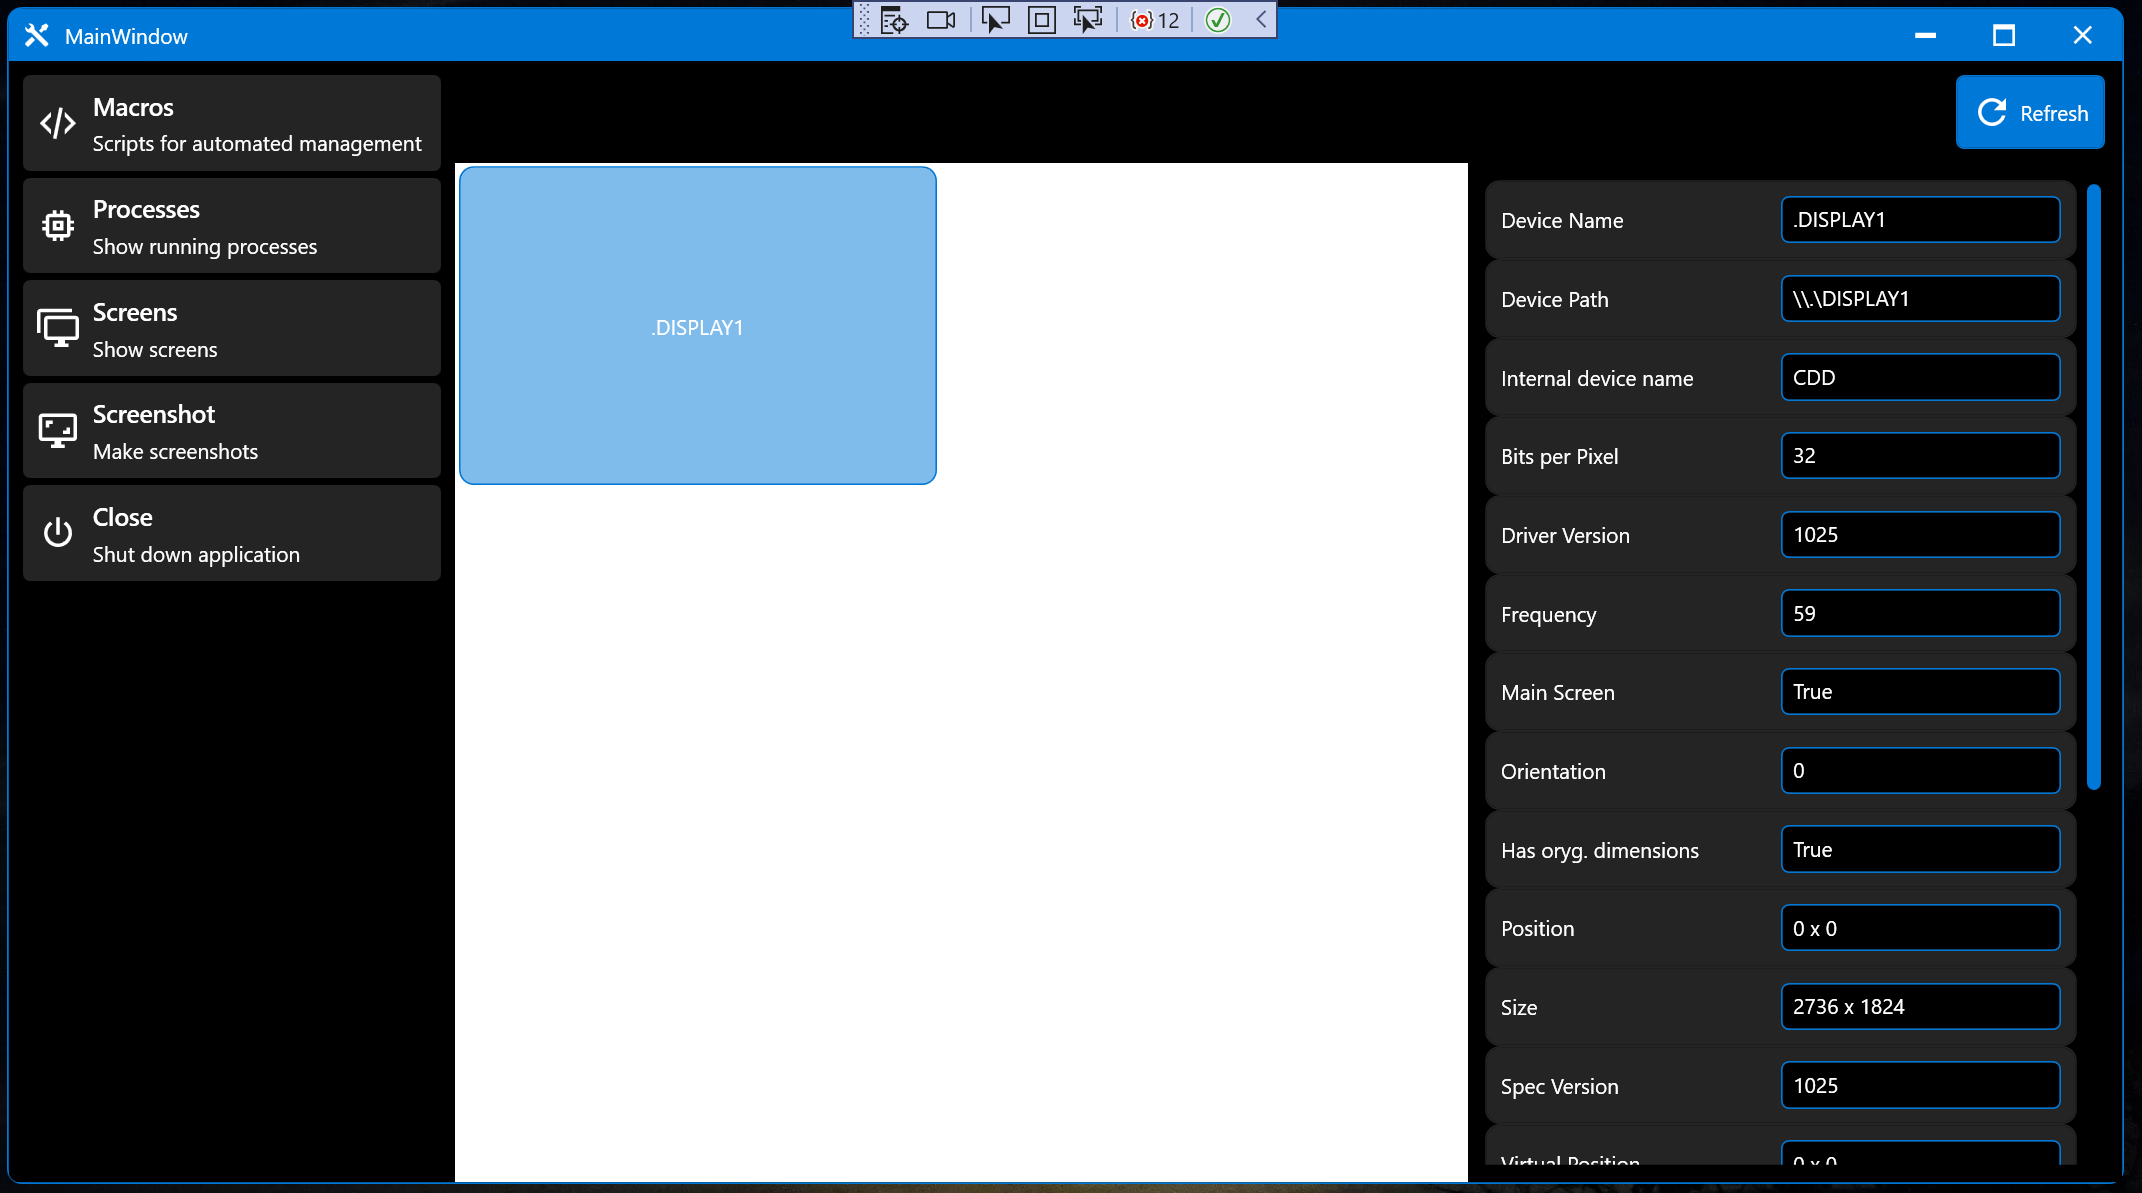 MainWindow
12
Macros
Scripts for automated management
Processes
Show running processes
Screens
Show screens
Screenshot
Make screenshots
Close
Shut down application
Refresh
.DISPLAY1
Device Name .DISPLAY1
Device Path \\.\DISPLAY1
Internal device name CDD
Bits per Pixel 32
Driver Version 1025
Frequency 59
Main Screen True
Orientation 0
Has oryg. dimensions True
Position 0 x 0
Size 2736 x 1824
Spec Version 1025
Virtual Position 0 x 0